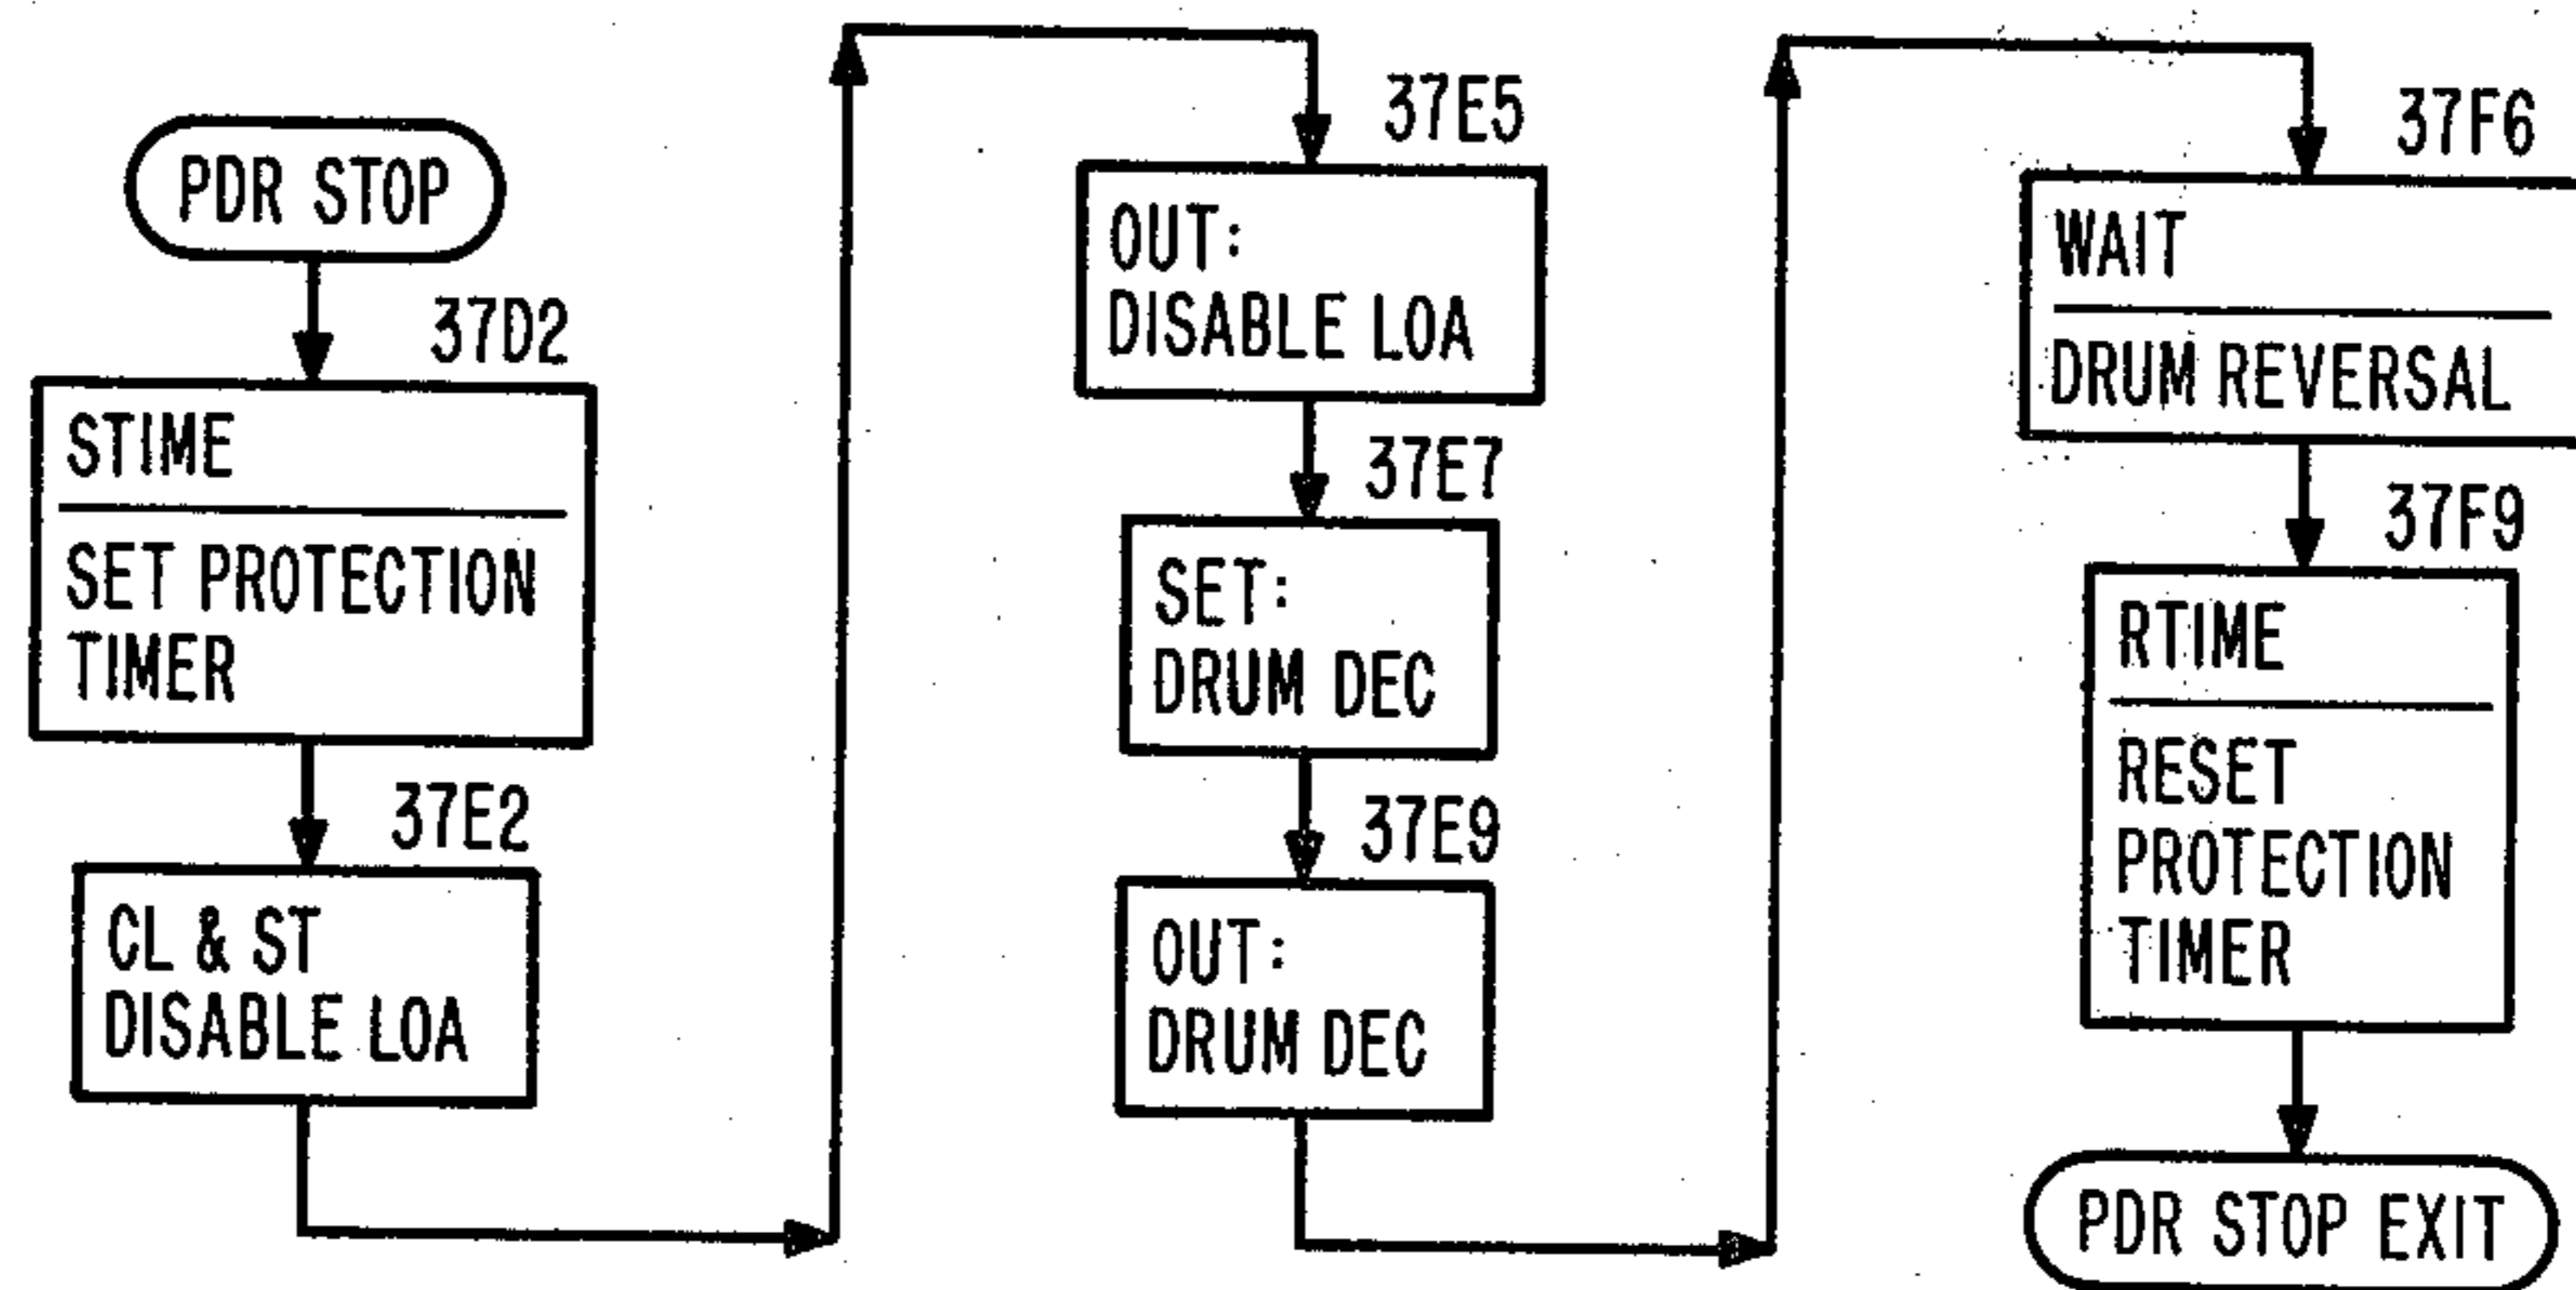 PDR STOP
37D2
STIME
SET PROTECTION
TIMER
37E2
CL & ST
DISABLE LOA
37E5
OUT:
DISABLE LOA
37E7
SET:
DRUM DEC
37E9
OUT:
DRUM DEC
37F6
WAIT
DRUM REVERSAL
37F9
RTIME
RESET
PROTECTION
TIMER
PDR STOP EXIT